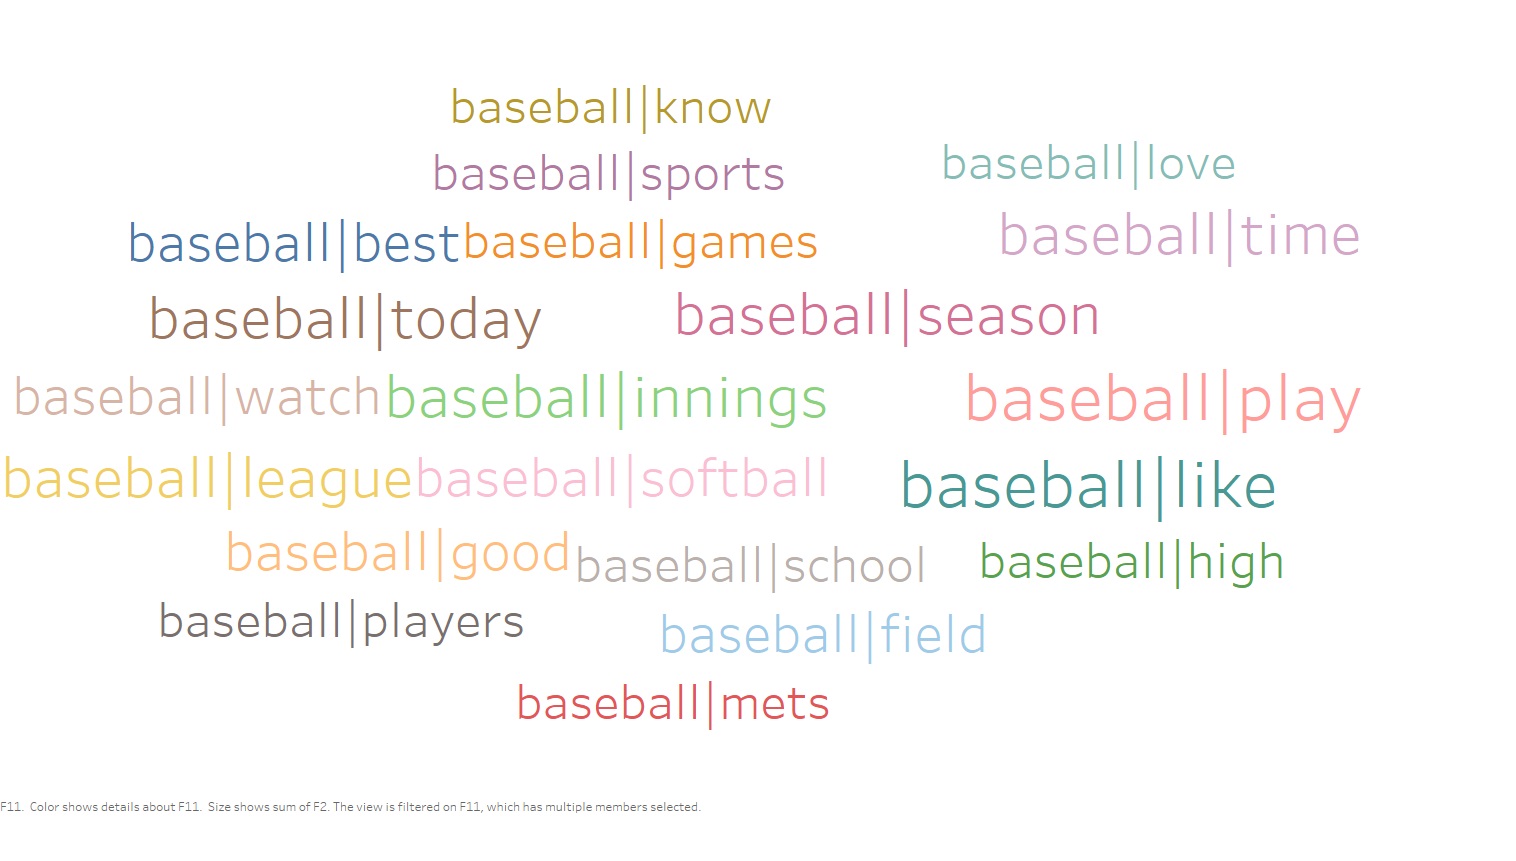 baseball|know
baseball|sports
baseball|love
baseball|best
baseball|games
baseball|time
baseball|today
baseball|season
baseball|watch
baseball|innings
baseball|play
baseball|league
baseball|softball
baseball|like
baseball|good
baseball|school
baseball|high
baseball|players
baseball|field
baseball|mets
F11. Color shows details about F11. Size shows sum of F2. The view is filtered on F11, which has multiple members selected.